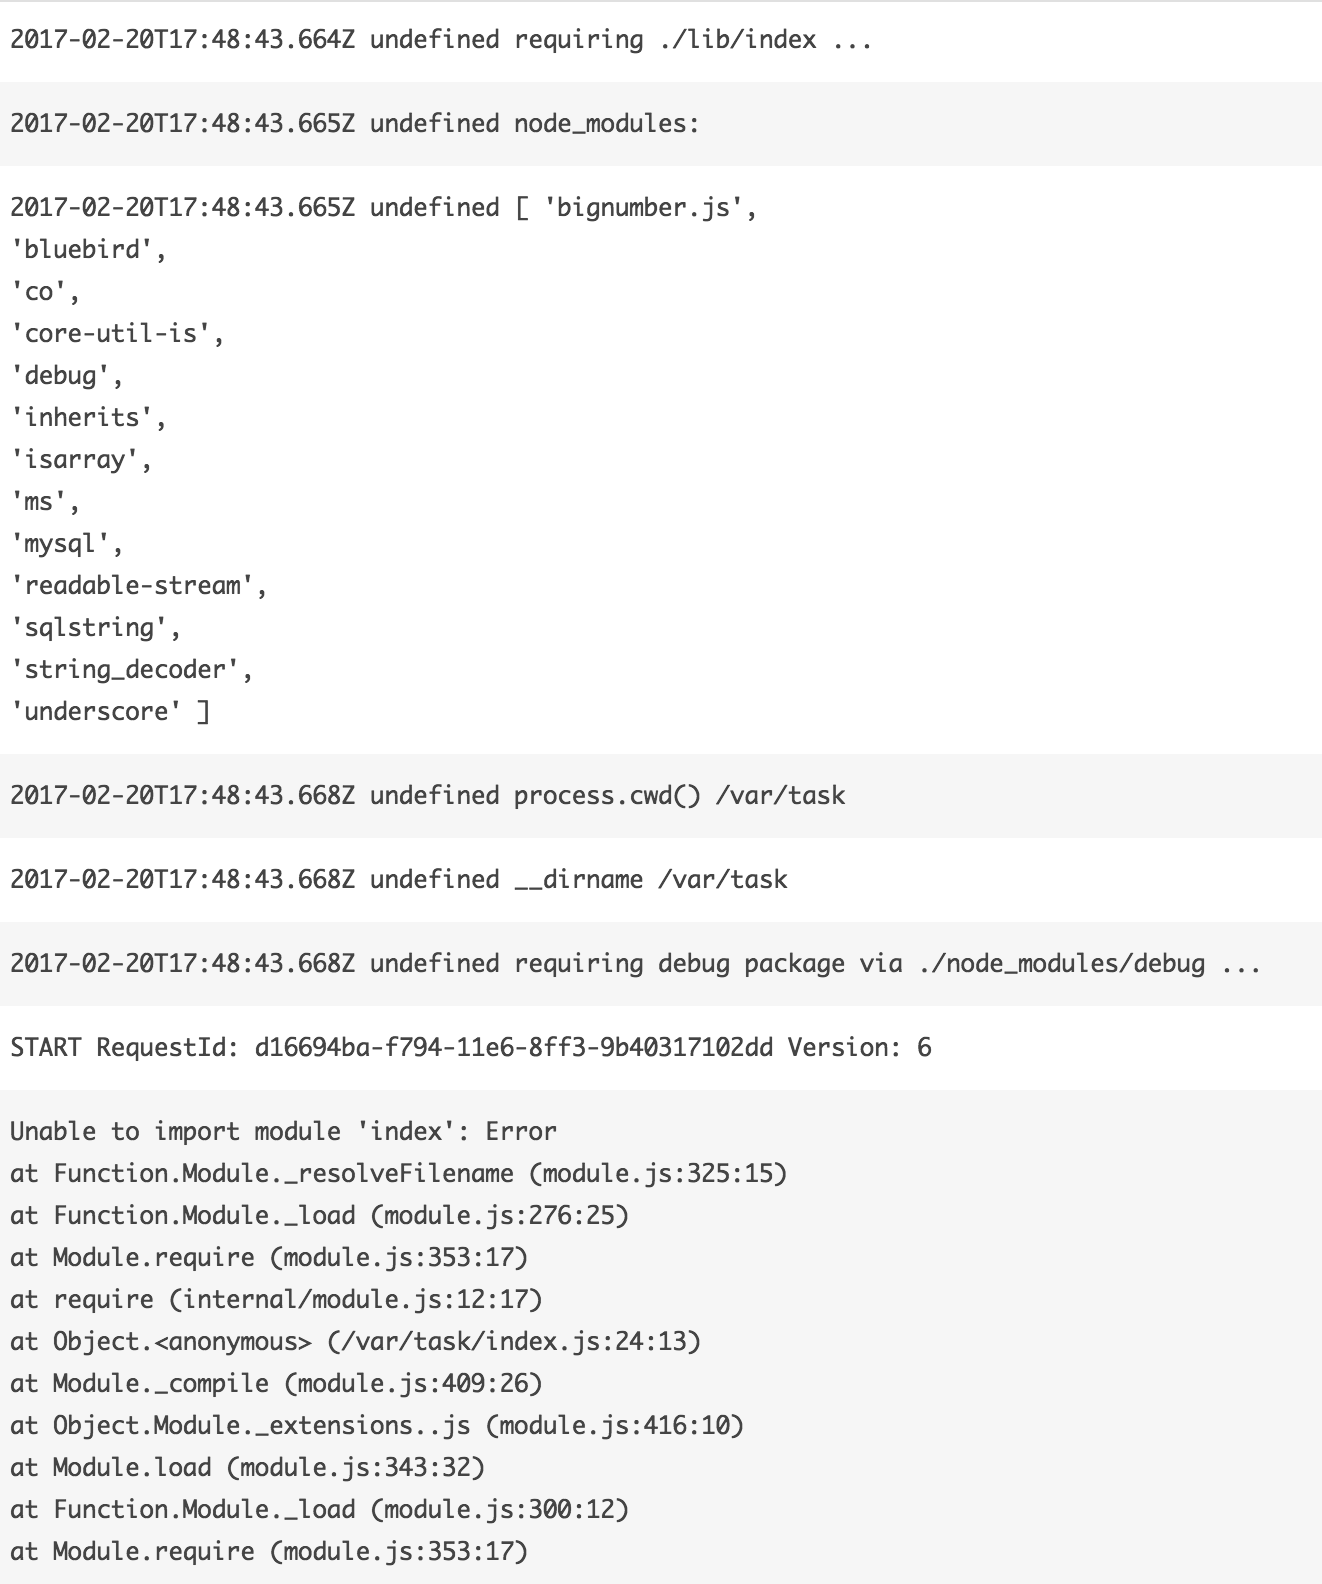 2017-02-20T17:48:43.664Z undefined requiring ./lib/index ...
2017-02-20T17:48:43.665Z undefined node_modules:
2017-02-20T17:48:43.665Z undefined [ 'bignumber.js',
'bluebird',
'co',
'core-util-is',
'debug',
'inherits',
'isarray',
'ms',
'mysql',
'readable-stream',
'sqlstring',
'string_decoder',
'underscore' ]
2017-02-20T17:48:43.668Z undefined process.cwd() /var/task
2017-02-20T17:48:43.668Z undefined __dirname /var/task
2017-02-20T17:48:43.668Z undefined requiring debug package via ./node_modules/debug ...
START RequestId: d16694ba-f794-11e6-8ff3-9b40317102dd Version: 6
Unable to import module 'index': Error
at Function.Module._resolveFilename (module.js:325:15)
at Function.Module._load (module.js:276:25)
at Module.require (module.js:353:17)
at require (internal/module.js:12:17)
at Object.<anonymous> (/var/task/index.js:24:13)
at Module._compile (module.js:409:26)
at Object.Module._extensions..js (module.js:416:10)
at Module.load (module.js:343:32)
at Function.Module._load (module.js:300:12)
at Module.require (module.js:353:17)